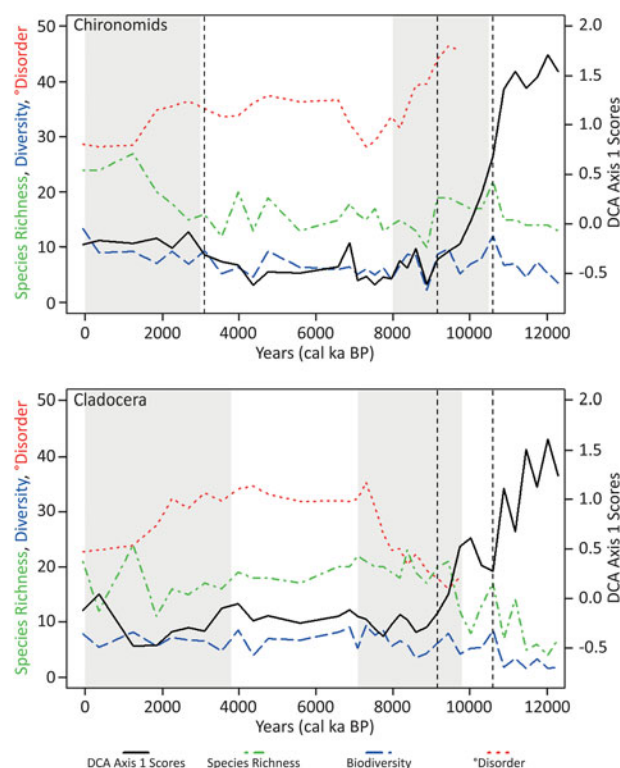 Chironomids
50
40
30
20
10
0
2.0
1.5
1.0
0.5
0.0
-0.5
Species Richness, Diversity, °Disorder
DCA Axis 1 Scores
0 2000 4000 6000 8000 10000 12000
Years (cal ka BP)
Cladocera
50
40
30
20
10
0
2.0
1.5
1.0
0.5
0.0
-0.5
Species Richness, Diversity, °Disorder
DCA Axis 1 Scores
0 2000 4000 6000 8000 10000 12000
Years (cal ka BP)
DCA Axis 1 Scores Species Richness Biodiversity °Disorder